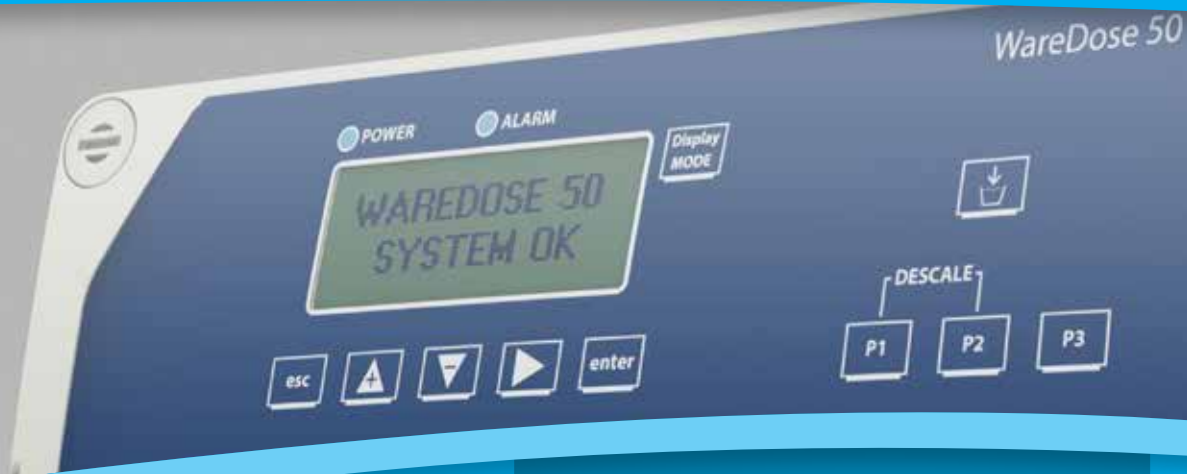 WareDose 50
POWER
ALARM
Display
MODE
WAREDOSE 50
SYSTEM OK
DESCALE
esc
+
-
enter
P1
P2
P3